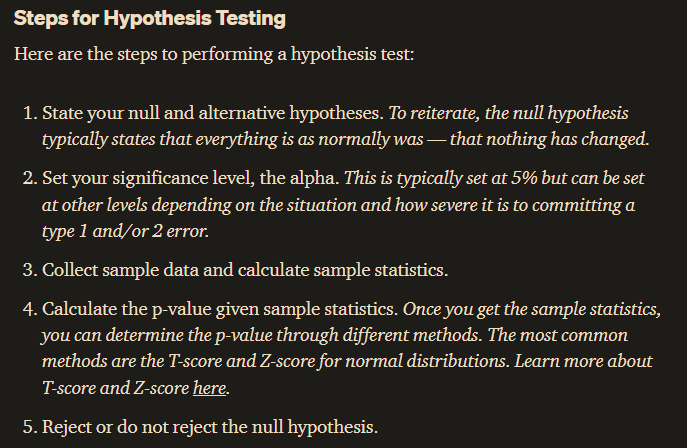 Steps for Hypothesis Testing
Here are the steps to performing a hypothesis test:
1. State your null and alternative hypotheses. To reiterate, the null hypothesis
typically states that everything is as normally was — that nothing has changed.
2. Set your significance level, the alpha. This is typically set at 5% but can be set
at other levels depending on the situation and how severe it is to committing a
type 1 and/or 2 error.
3. Collect sample data and calculate sample statistics.
4. Calculate the p-value given sample statistics. Once you get the sample statistics,
you can determine the p-value through different methods. The most common
methods are the T-score and Z-score for normal distributions. Learn more about
T-score and Z-score here.
5. Reject or do not reject the null hypothesis.